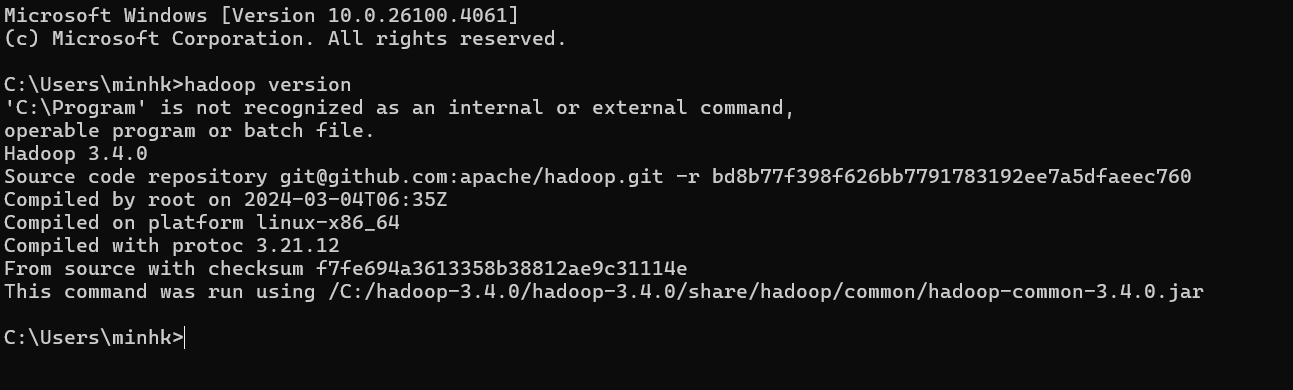 Microsoft Windows [Version 10.0.26100.4061]
(c) Microsoft Corporation. All rights reserved.
C:\Users\minhk>hadoop version
'C:\Program' is not recognized as an internal or external command,
operable program or batch file.
Hadoop 3.4.0
Source code repository git@github.com:apache/hadoop.git -r bd8b77f398f626bb7791783192ee7a5dfaeec760
Compiled by root on 2024-03-04T06:35Z
Compiled on platform linux-x86_64
Compiled with protoc 3.21.12
From source with checksum f7fe694a3613358b38812ae9c31114e
This command was run using /C:/hadoop-3.4.0/hadoop-3.4.0/share/hadoop/common/hadoop-common-3.4.0.jar
C:\Users\minhk>